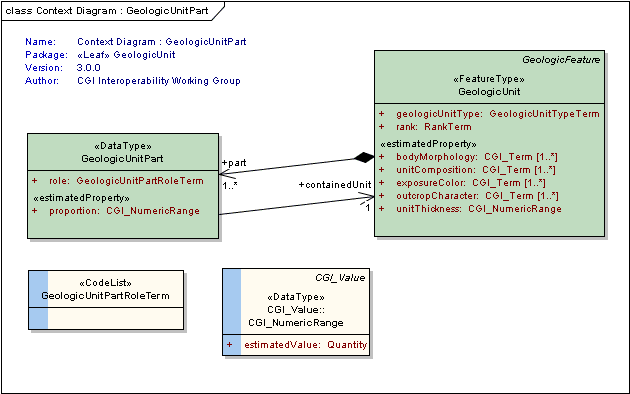 class Context Diagram : GeologicUnitPart
Name: Context Diagram : GeologicUnitPart
Package: «Leaf» GeologicUnit
Version: 3.0.0
Author: CGI Interoperability Working Group
GeologicFeature
«FeatureType»
GeologicUnit
+ geologicUnitType: GeologicUnitTypeTerm
+ rank: RankTerm
«estimatedProperty»
+ bodyMorphology: CGI_Term [1..*]
+ unitComposition: CGI_Term [1..*]
+ exposureColor: CGI_Term [1..*]
+ outcropCharacter: CGI_Term [1..*]
+ unitThickness: CGI_NumericRange
«DataType»
GeologicUnitPart
+ role: GeologicUnitPartRoleTerm
«estimatedProperty»
+ proportion: CGI_NumericRange
+part
1..*
+containedUnit
1
«CodeList»
GeologicUnitPartRoleTerm
CGI_Value
«DataType»
CGI_Value::
CGI_NumericRange
+ estimatedValue: Quantity